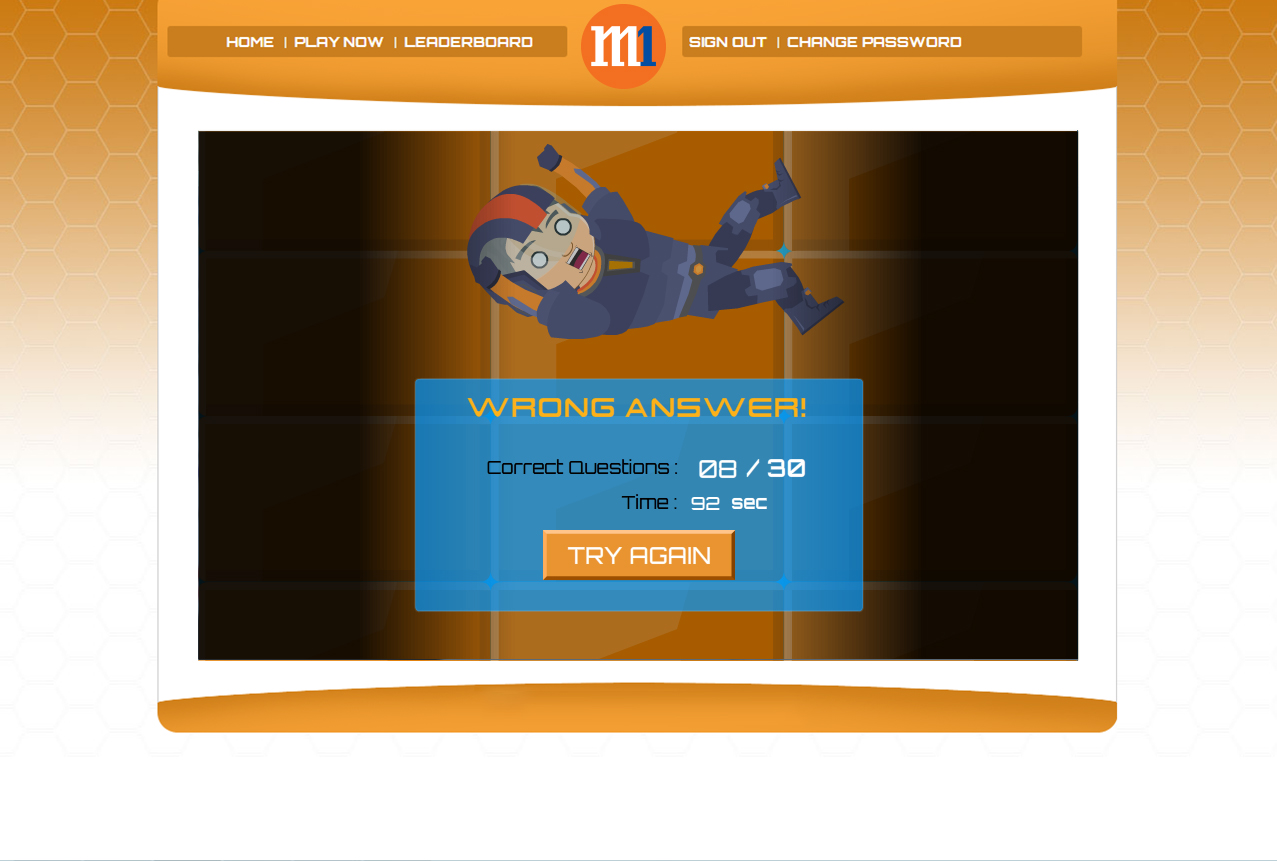 HOME | PLAY NOW | LEADERBOARD
m1
SIGN OUT | CHANGE PASSWORD
WRONG ANSWER!
Correct Questions : 08 / 30
Time : 92 sec
TRY AGAIN